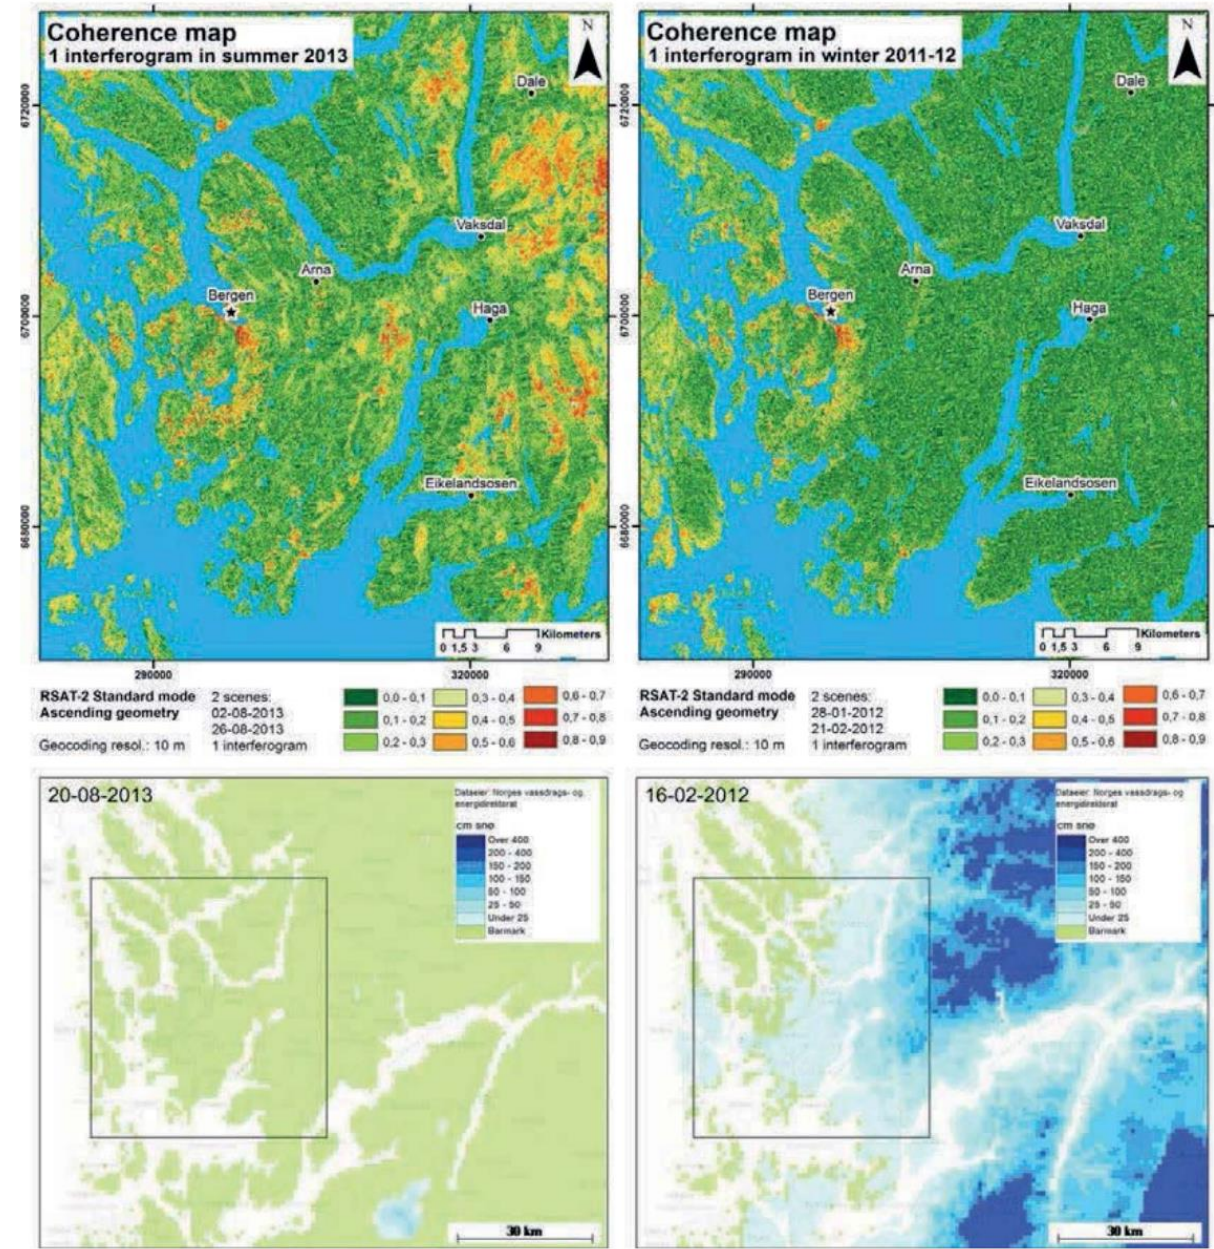 Coherence map
1 interferogram in summer 2013
N
Dale
Vaksdal
Arna
Bergen
Haga
Eikelandsosen
6720000
6700000
6680000
Kilometers
0 1,5 3 6 9
290000
320000
RSAT-2 Standard mode
Ascending geometry
Geocoding resol.: 10 m
2 scenes:
02-08-2013
26-08-2013
1 interferogram
0,0 - 0,1
0,1 - 0,2
0,2 - 0,3
0,3 - 0,4
0,4 - 0,5
0,5 - 0,6
0,6 - 0,7
0,7 - 0,8
0,8 - 0,9
Coherence map
1 interferogram in winter 2011-12
N
Dale
Vaksdal
Arna
Bergen
Haga
Eikelandsosen
6720000
6700000
6680000
Kilometers
0 1,5 3 6 9
290000
320000
RSAT-2 Standard mode
Ascending geometry
Geocoding resol.: 10 m
2 scenes:
28-01-2012
21-02-2012
1 interferogram
0,0 - 0,1
0,1 - 0,2
0,2 - 0,3
0,3 - 0,4
0,4 - 0,5
0,5 - 0,6
0,6 - 0,7
0,7 - 0,8
0,8 - 0,9
20-08-2013
Dataeier: Norges vassdrags- og
energidirektorat
cm snø
Over 400
200 - 400
150 - 200
100 - 150
50 - 100
25 - 50
Under 25
Barmark
30 km
16-02-2012
Dataeier: Norges vassdrags- og
energidirektorat
cm snø
Over 400
200 - 400
150 - 200
100 - 150
50 - 100
25 - 50
Under 25
Barmark
30 km